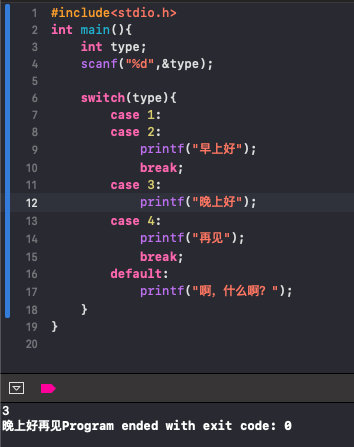 1 #include<stdio.h>
2 int main(){
3 int type;
4 scanf("%d",&type);
5
6 switch(type){
7 case 1:
8 case 2:
9 printf("早上好");
10 break;
11 case 3:
12 printf("晚上好");
13 case 4:
14 printf("再见");
15 break;
16 default:
17 printf("啊，什么啊？");
18 }
19 }
20
3
晚上好再见Program ended with exit code: 0